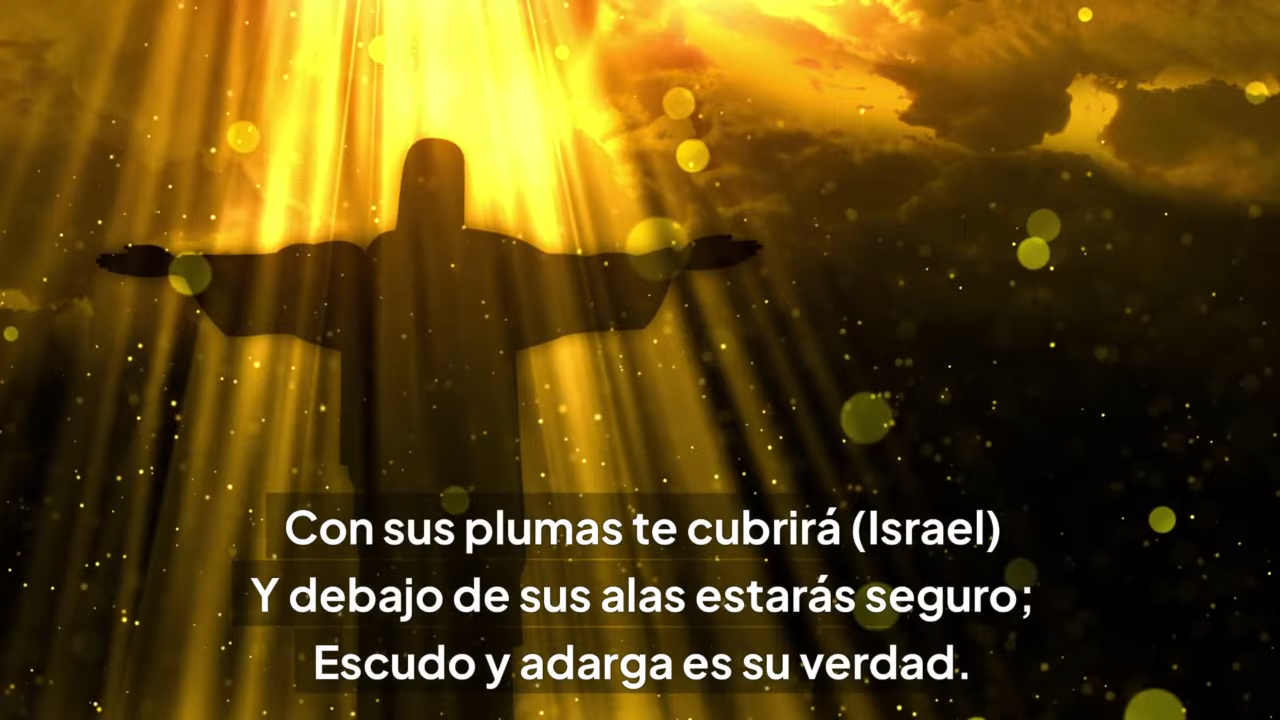 Con sus plumas te cubrirá (Israel)
Y debajo de sus alas estarás seguro;
Escudo y adarga es su verdad.